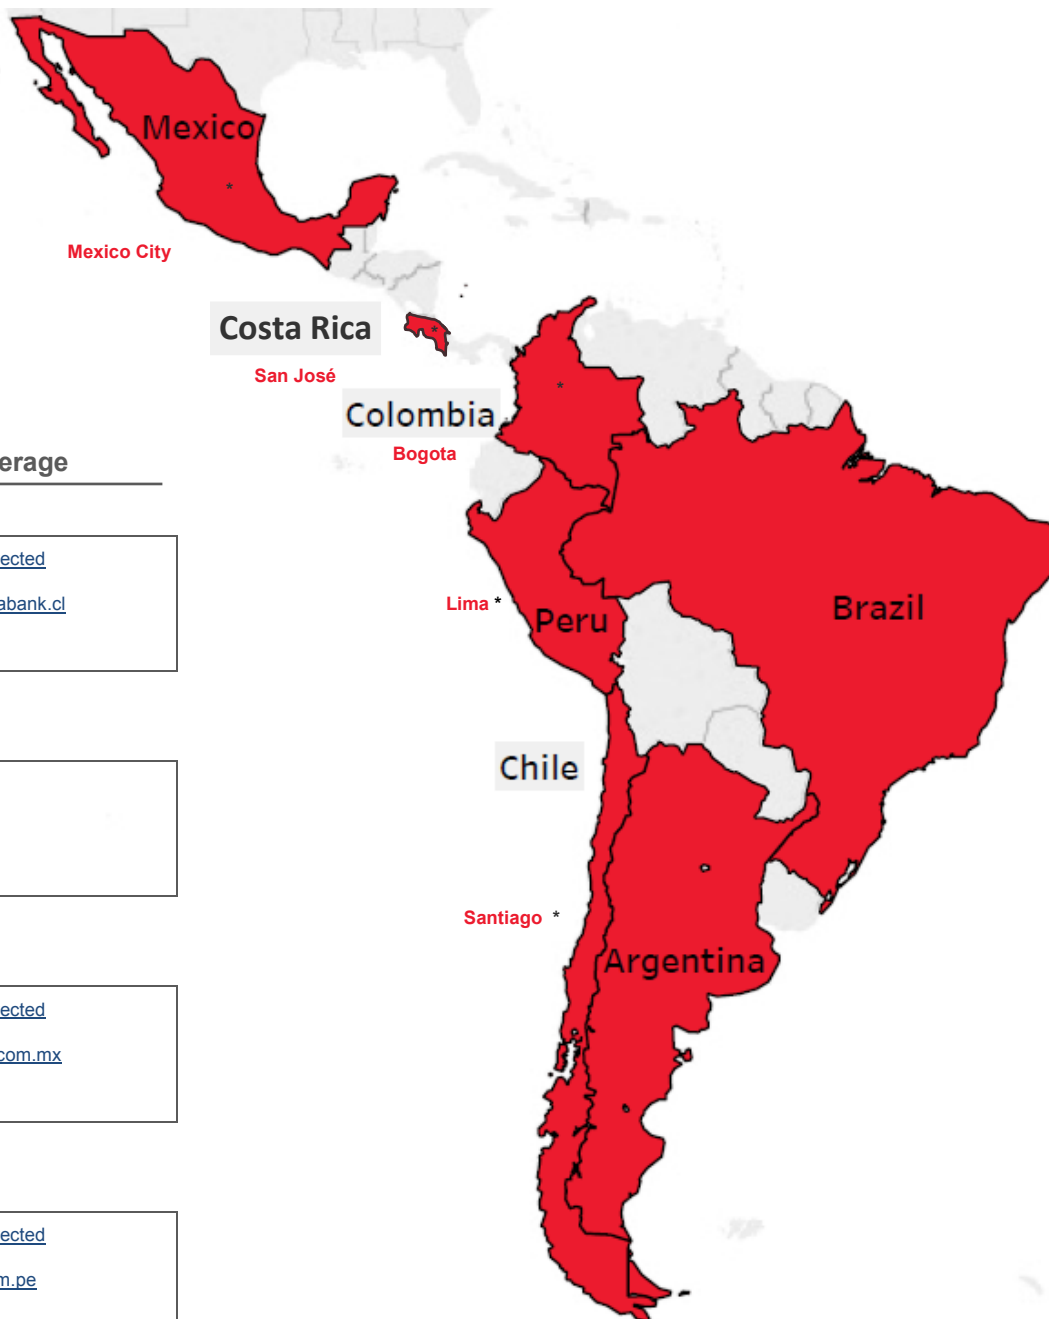 Mexico
*
Mexico City
Costa Rica
*
San José
*
Colombia
Bogota
erage
ected
abank.cl
Lima *
Peru
Brazil
Chile
Santiago *
Argentina
ected
com.mx
ected
m.pe